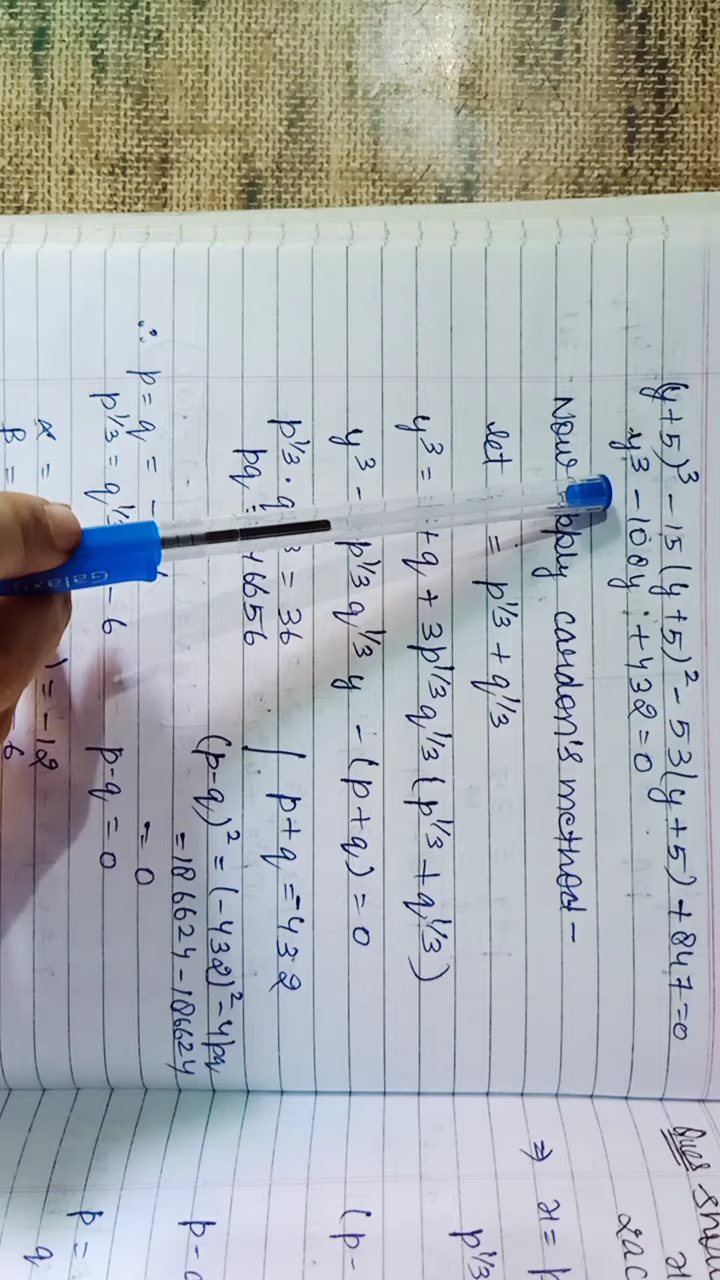 (y+5)³ - 15(y+5)² - 53(y+5) + 847 = 0
y³ - 108y + 432 = 0
Now apply cardon's method -
let = p^1/3 + q^1/3
y³ = + q + 3p^1/3 q^1/3 (p^1/3 + q^1/3)
y³ - p^1/3 q^1/3 y - (p+q) = 0
p^1/3 · q 3 = 36 | p+q = -432
pq = +6656
(p-q)² = (-432)² - 4pq
= 186624 - 186624
= 0
∴ p = q = -
p^1/3 = q^1/3 - 6 p-q = 0
α = ) = -12
β = -6
Ques
⇒ x = p
p^1/3
(p-
p =
q
Galaxy